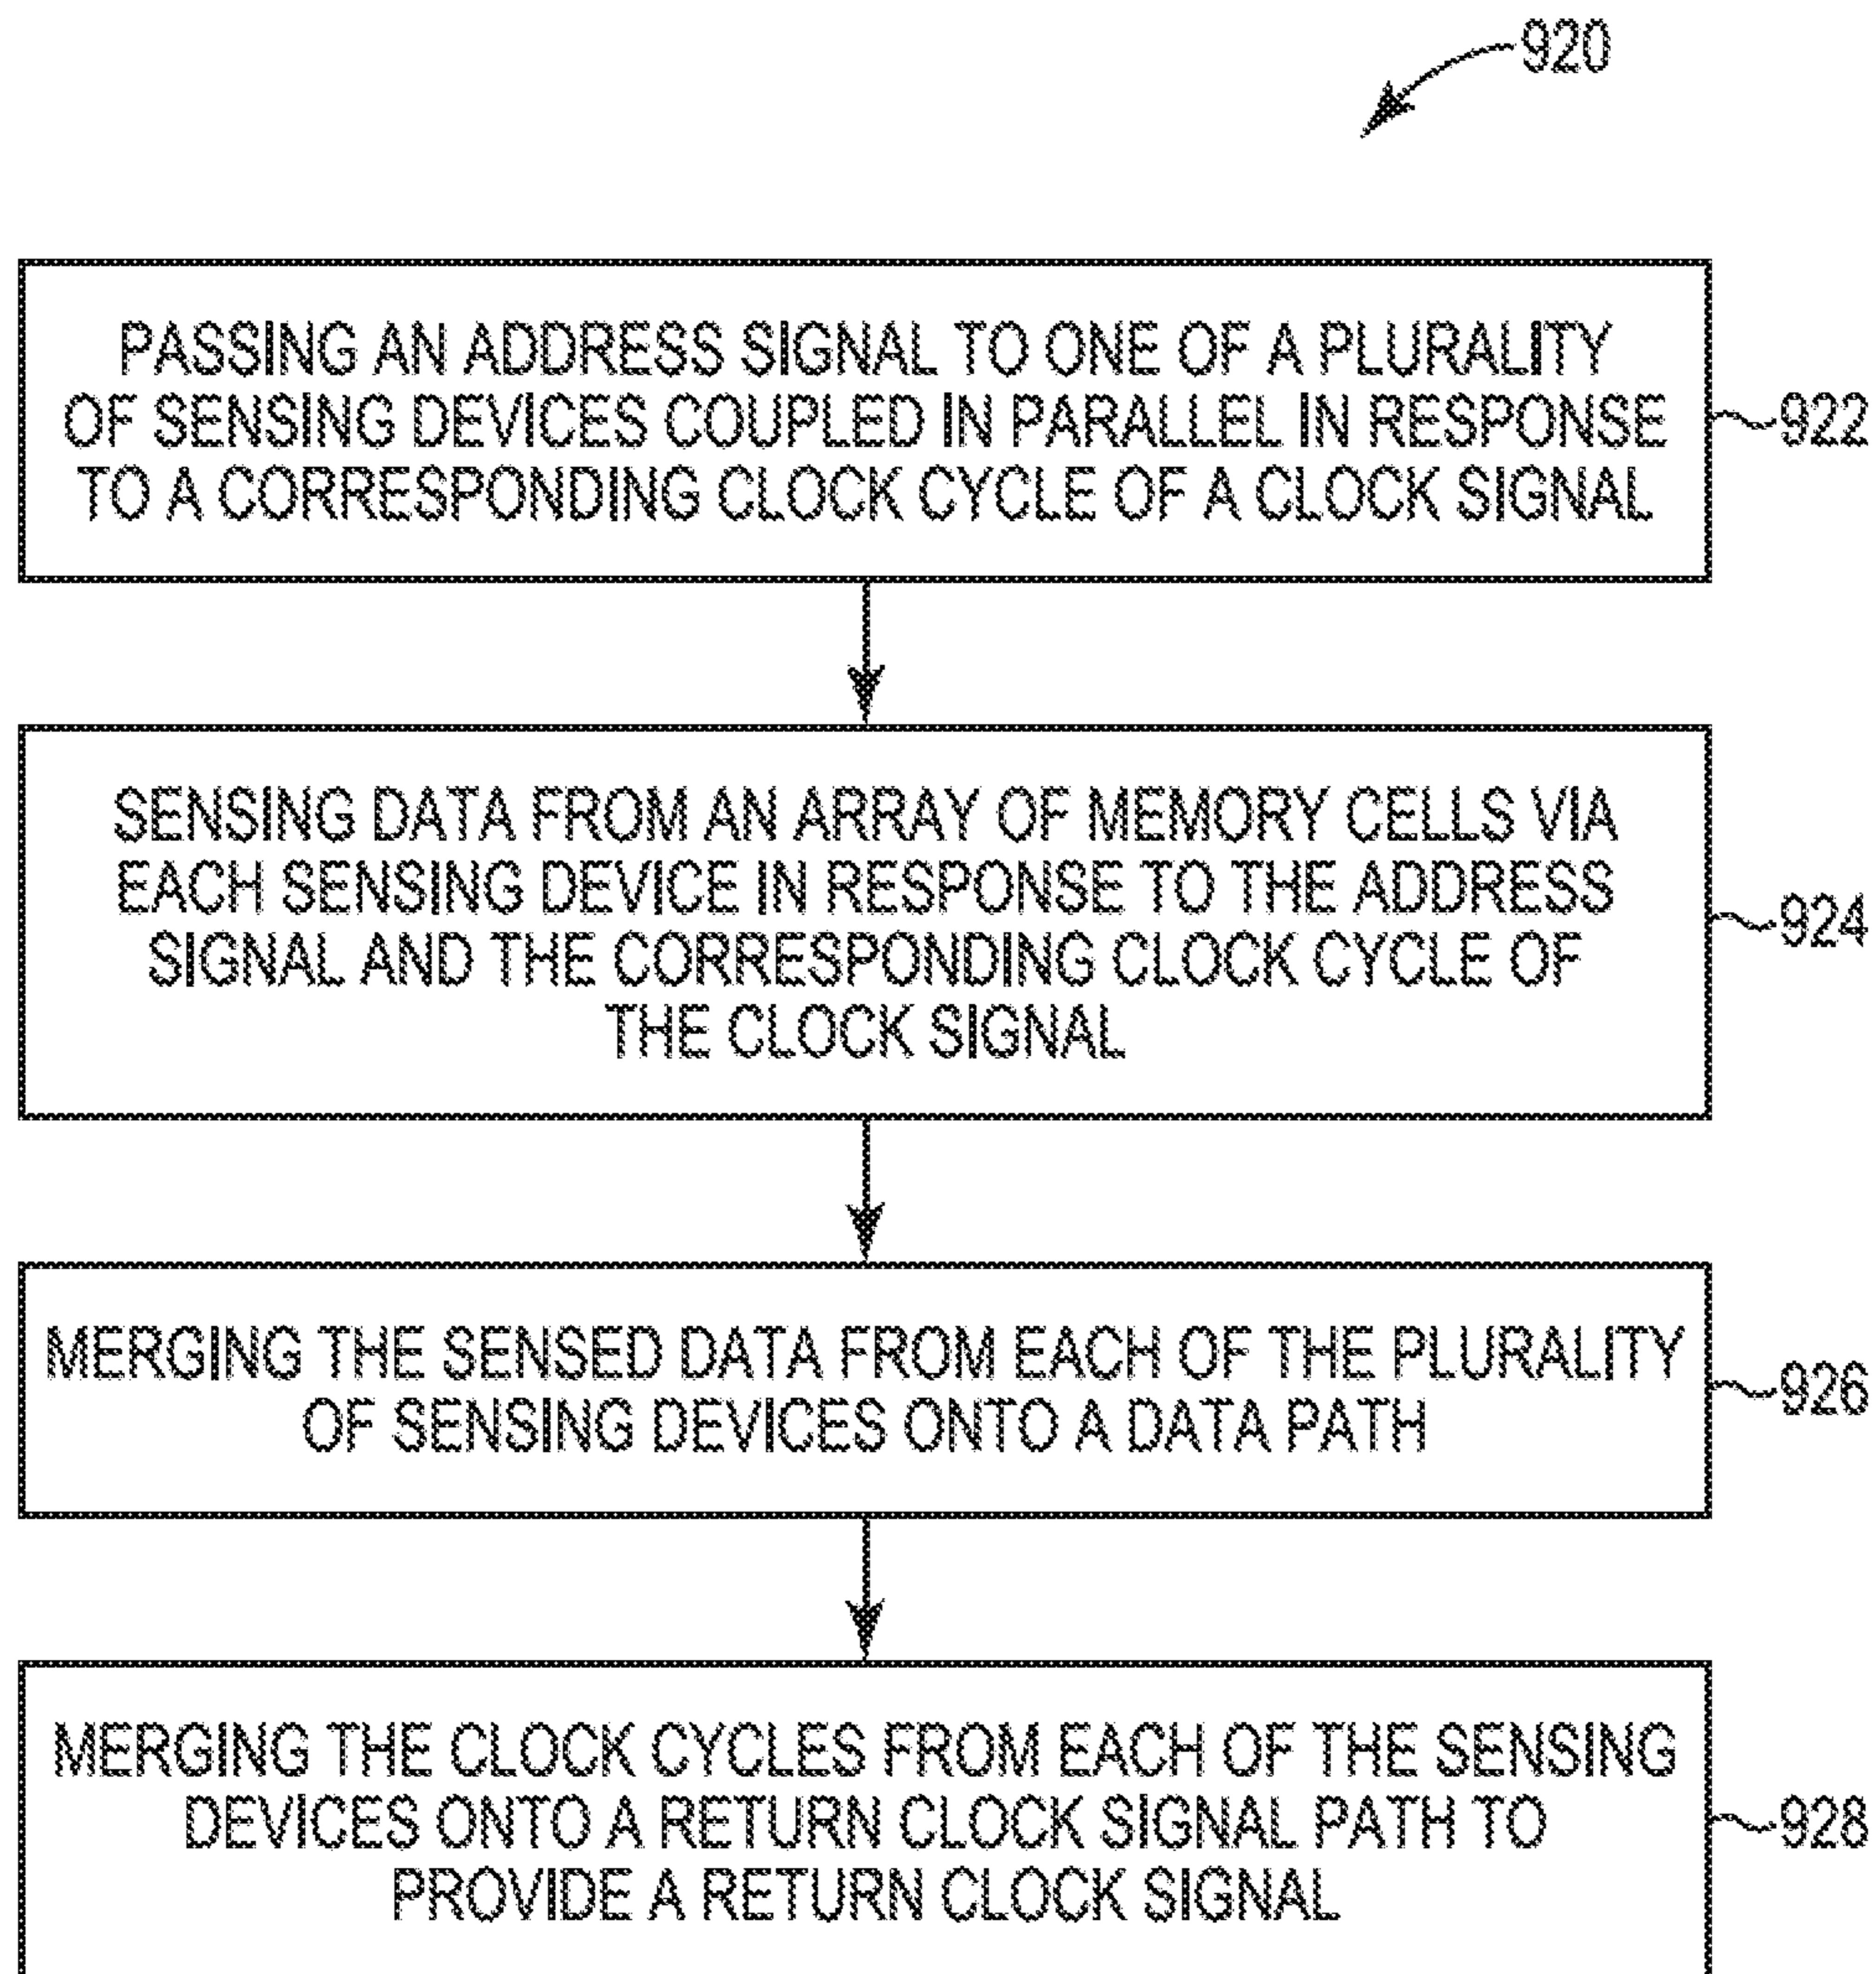 920
PASSING AN ADDRESS SIGNAL TO ONE OF A PLURALITY
OF SENSING DEVICES COUPLED IN PARALLEL IN RESPONSE
TO A CORRESPONDING CLOCK CYCLE OF A CLOCK SIGNAL
922
SENSING DATA FROM AN ARRAY OF MEMORY CELLS VIA
EACH SENSING DEVICE IN RESPONSE TO THE ADDRESS
SIGNAL AND THE CORRESPONDING CLOCK CYCLE OF
THE CLOCK SIGNAL
924
MERGING THE SENSED DATA FROM EACH OF THE PLURALITY
OF SENSING DEVICES ONTO A DATA PATH
926
MERGING THE CLOCK CYCLES FROM EACH OF THE SENSING
DEVICES ONTO A RETURN CLOCK SIGNAL PATH TO
PROVIDE A RETURN CLOCK SIGNAL
928